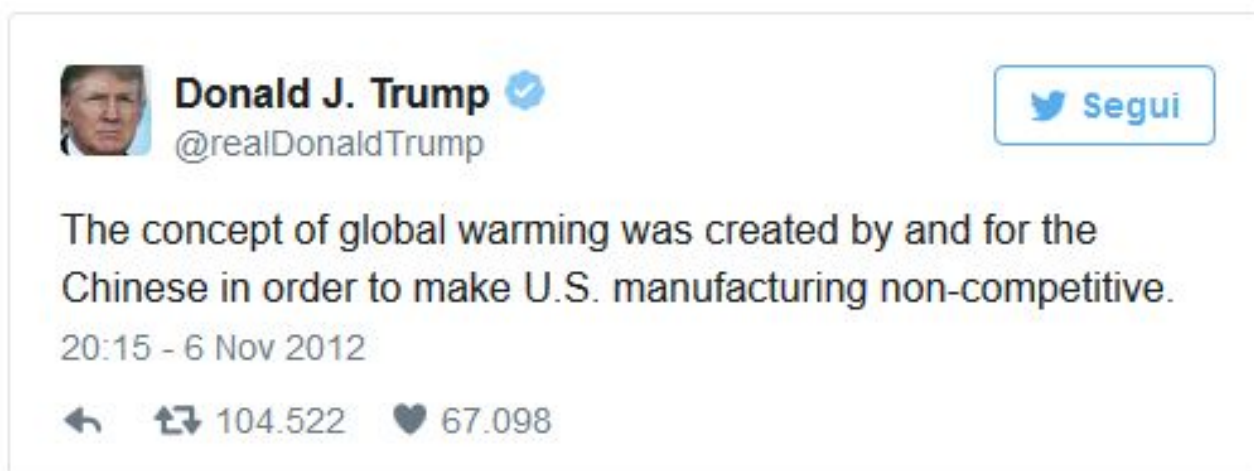 Donald J. Trump
@realDonaldTrump
Segui
The concept of global warming was created by and for the
Chinese in order to make U.S. manufacturing non-competitive.
20:15 - 6 Nov 2012
104.522 67.098